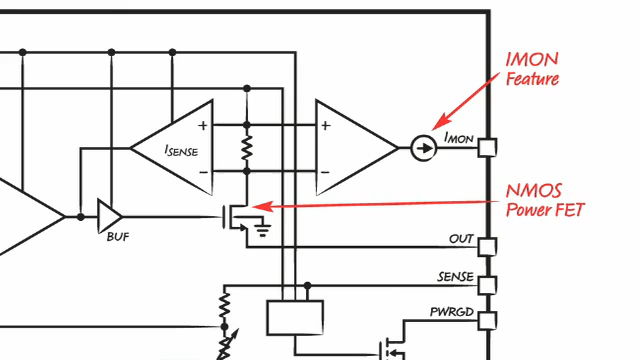 IMON
Feature
IMON
+
+
ISENSE
−
−
NMOS
Power FET
BUF
OUT
SENSE
PWRGD